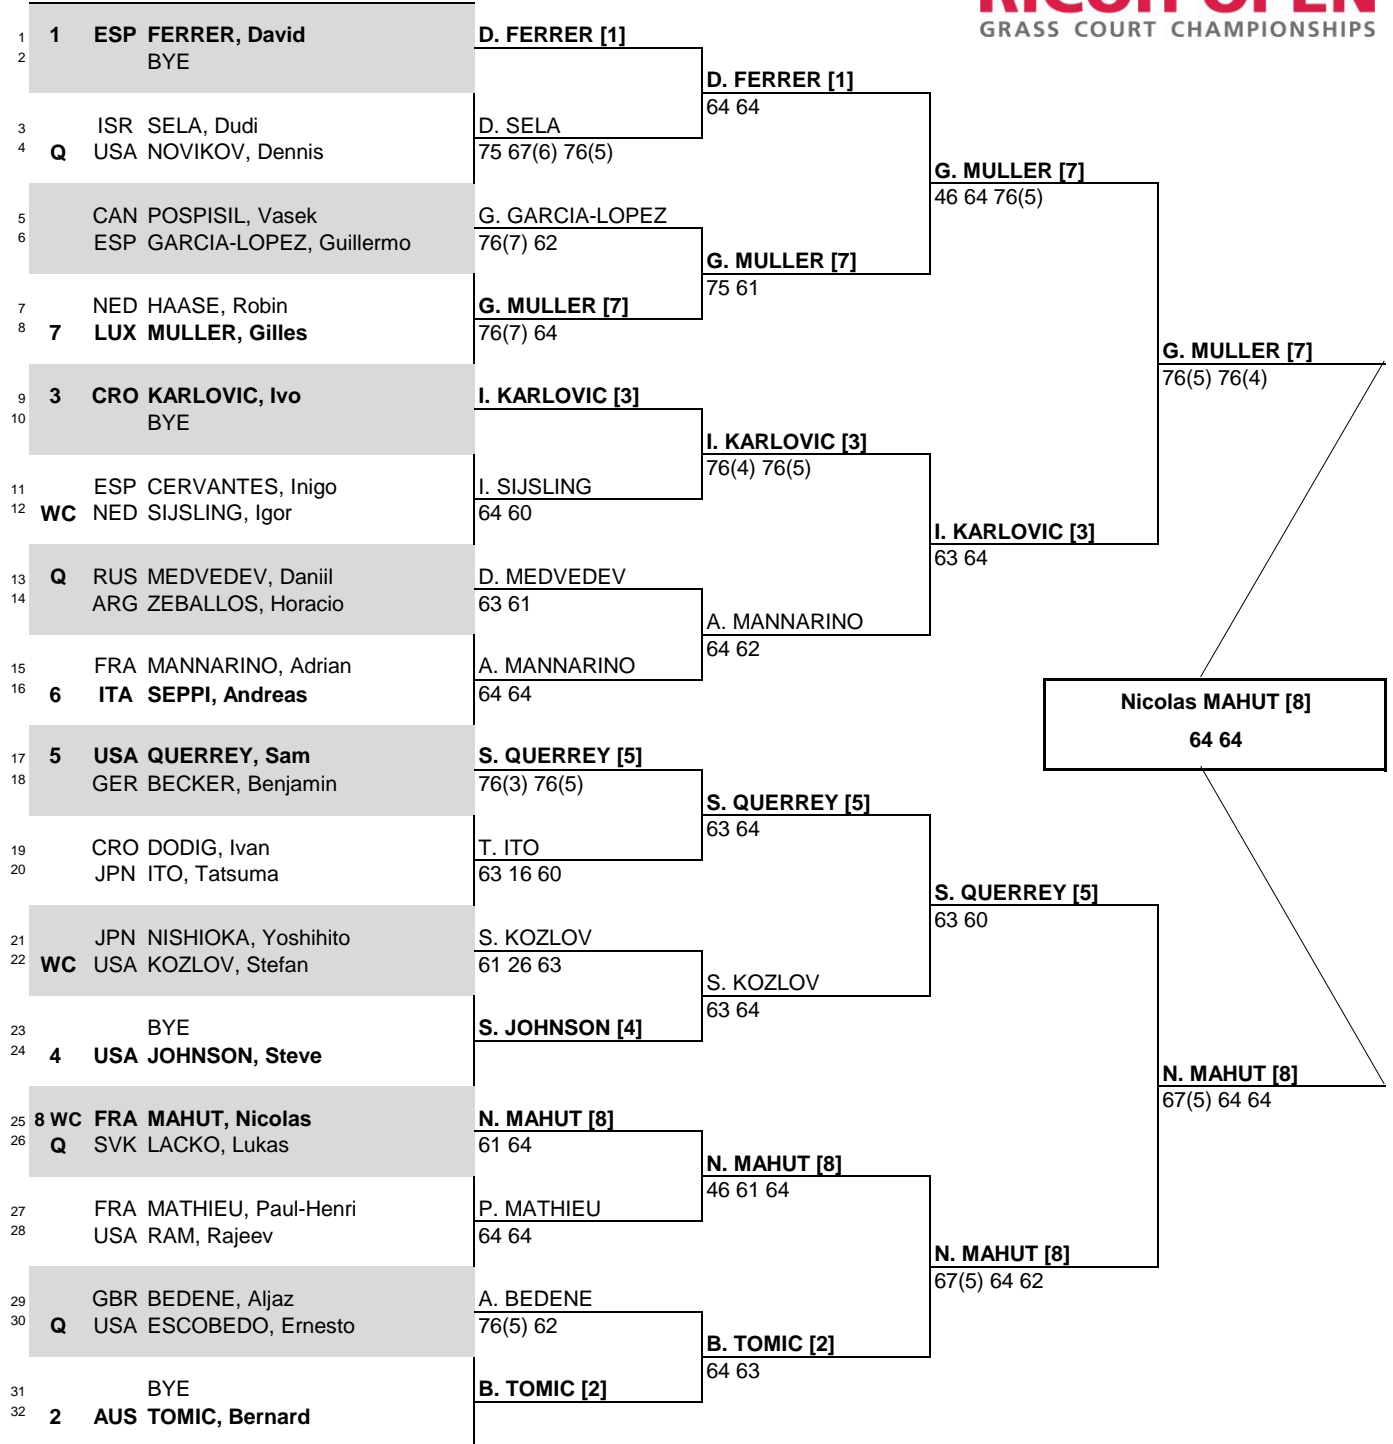 RICOH OPEN
GRASS COURT CHAMPIONSHIPS
1 1 ESP FERRER, David
2 BYE
3 ISR SELA, Dudi
4 Q USA NOVIKOV, Dennis
5 CAN POSPISIL, Vasek
6 ESP GARCIA-LOPEZ, Guillermo
7 NED HAASE, Robin
8 7 LUX MULLER, Gilles
9 3 CRO KARLOVIC, Ivo
10 BYE
11 ESP CERVANTES, Inigo
12 WC NED SIJSLING, Igor
13 Q RUS MEDVEDEV, Daniil
14 ARG ZEBALLOS, Horacio
15 FRA MANNARINO, Adrian
16 6 ITA SEPPI, Andreas
17 5 USA QUERREY, Sam
18 GER BECKER, Benjamin
19 CRO DODIG, Ivan
20 JPN ITO, Tatsuma
21 JPN NISHIOKA, Yoshihito
22 WC USA KOZLOV, Stefan
23 BYE
24 4 USA JOHNSON, Steve
25 8 WC FRA MAHUT, Nicolas
26 Q SVK LACKO, Lukas
27 FRA MATHIEU, Paul-Henri
28 USA RAM, Rajeev
29 GBR BEDENE, Aljaz
30 Q USA ESCOBEDO, Ernesto
31 BYE
32 2 AUS TOMIC, Bernard
D. FERRER [1]
D. SELA
75 67(6) 76(5)
G. GARCIA-LOPEZ
76(7) 62
G. MULLER [7]
76(7) 64
I. KARLOVIC [3]
I. SIJSLING
64 60
D. MEDVEDEV
63 61
A. MANNARINO
64 64
S. QUERREY [5]
76(3) 76(5)
T. ITO
63 16 60
S. KOZLOV
61 26 63
S. JOHNSON [4]
N. MAHUT [8]
61 64
P. MATHIEU
64 64
A. BEDENE
76(5) 62
B. TOMIC [2]
D. FERRER [1]
64 64
G. MULLER [7]
75 61
I. KARLOVIC [3]
76(4) 76(5)
A. MANNARINO
64 62
S. QUERREY [5]
63 64
S. KOZLOV
63 64
N. MAHUT [8]
46 61 64
B. TOMIC [2]
64 63
G. MULLER [7]
46 64 76(5)
I. KARLOVIC [3]
63 64
S. QUERREY [5]
63 60
N. MAHUT [8]
67(5) 64 62
G. MULLER [7]
76(5) 76(4)
N. MAHUT [8]
67(5) 64 64
Nicolas MAHUT [8]
64 64